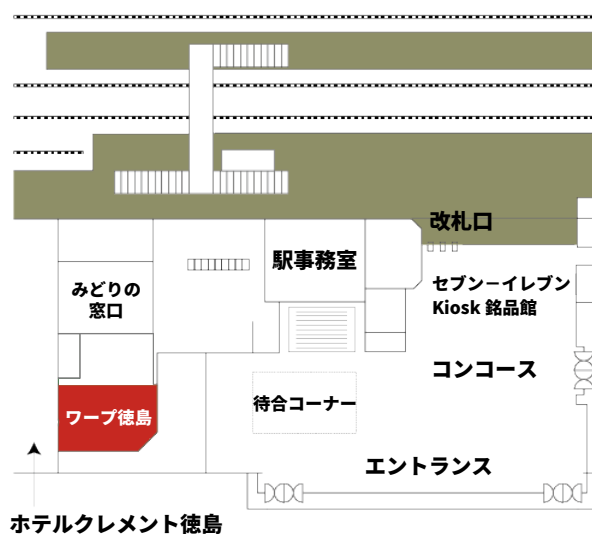 改札口
駅事務室
セブンーイレブン
Kiosk 銘品館
みどりの
窓口
コンコース
待合コーナー
ワープ徳島
エントランス
ホテルクレメント徳島